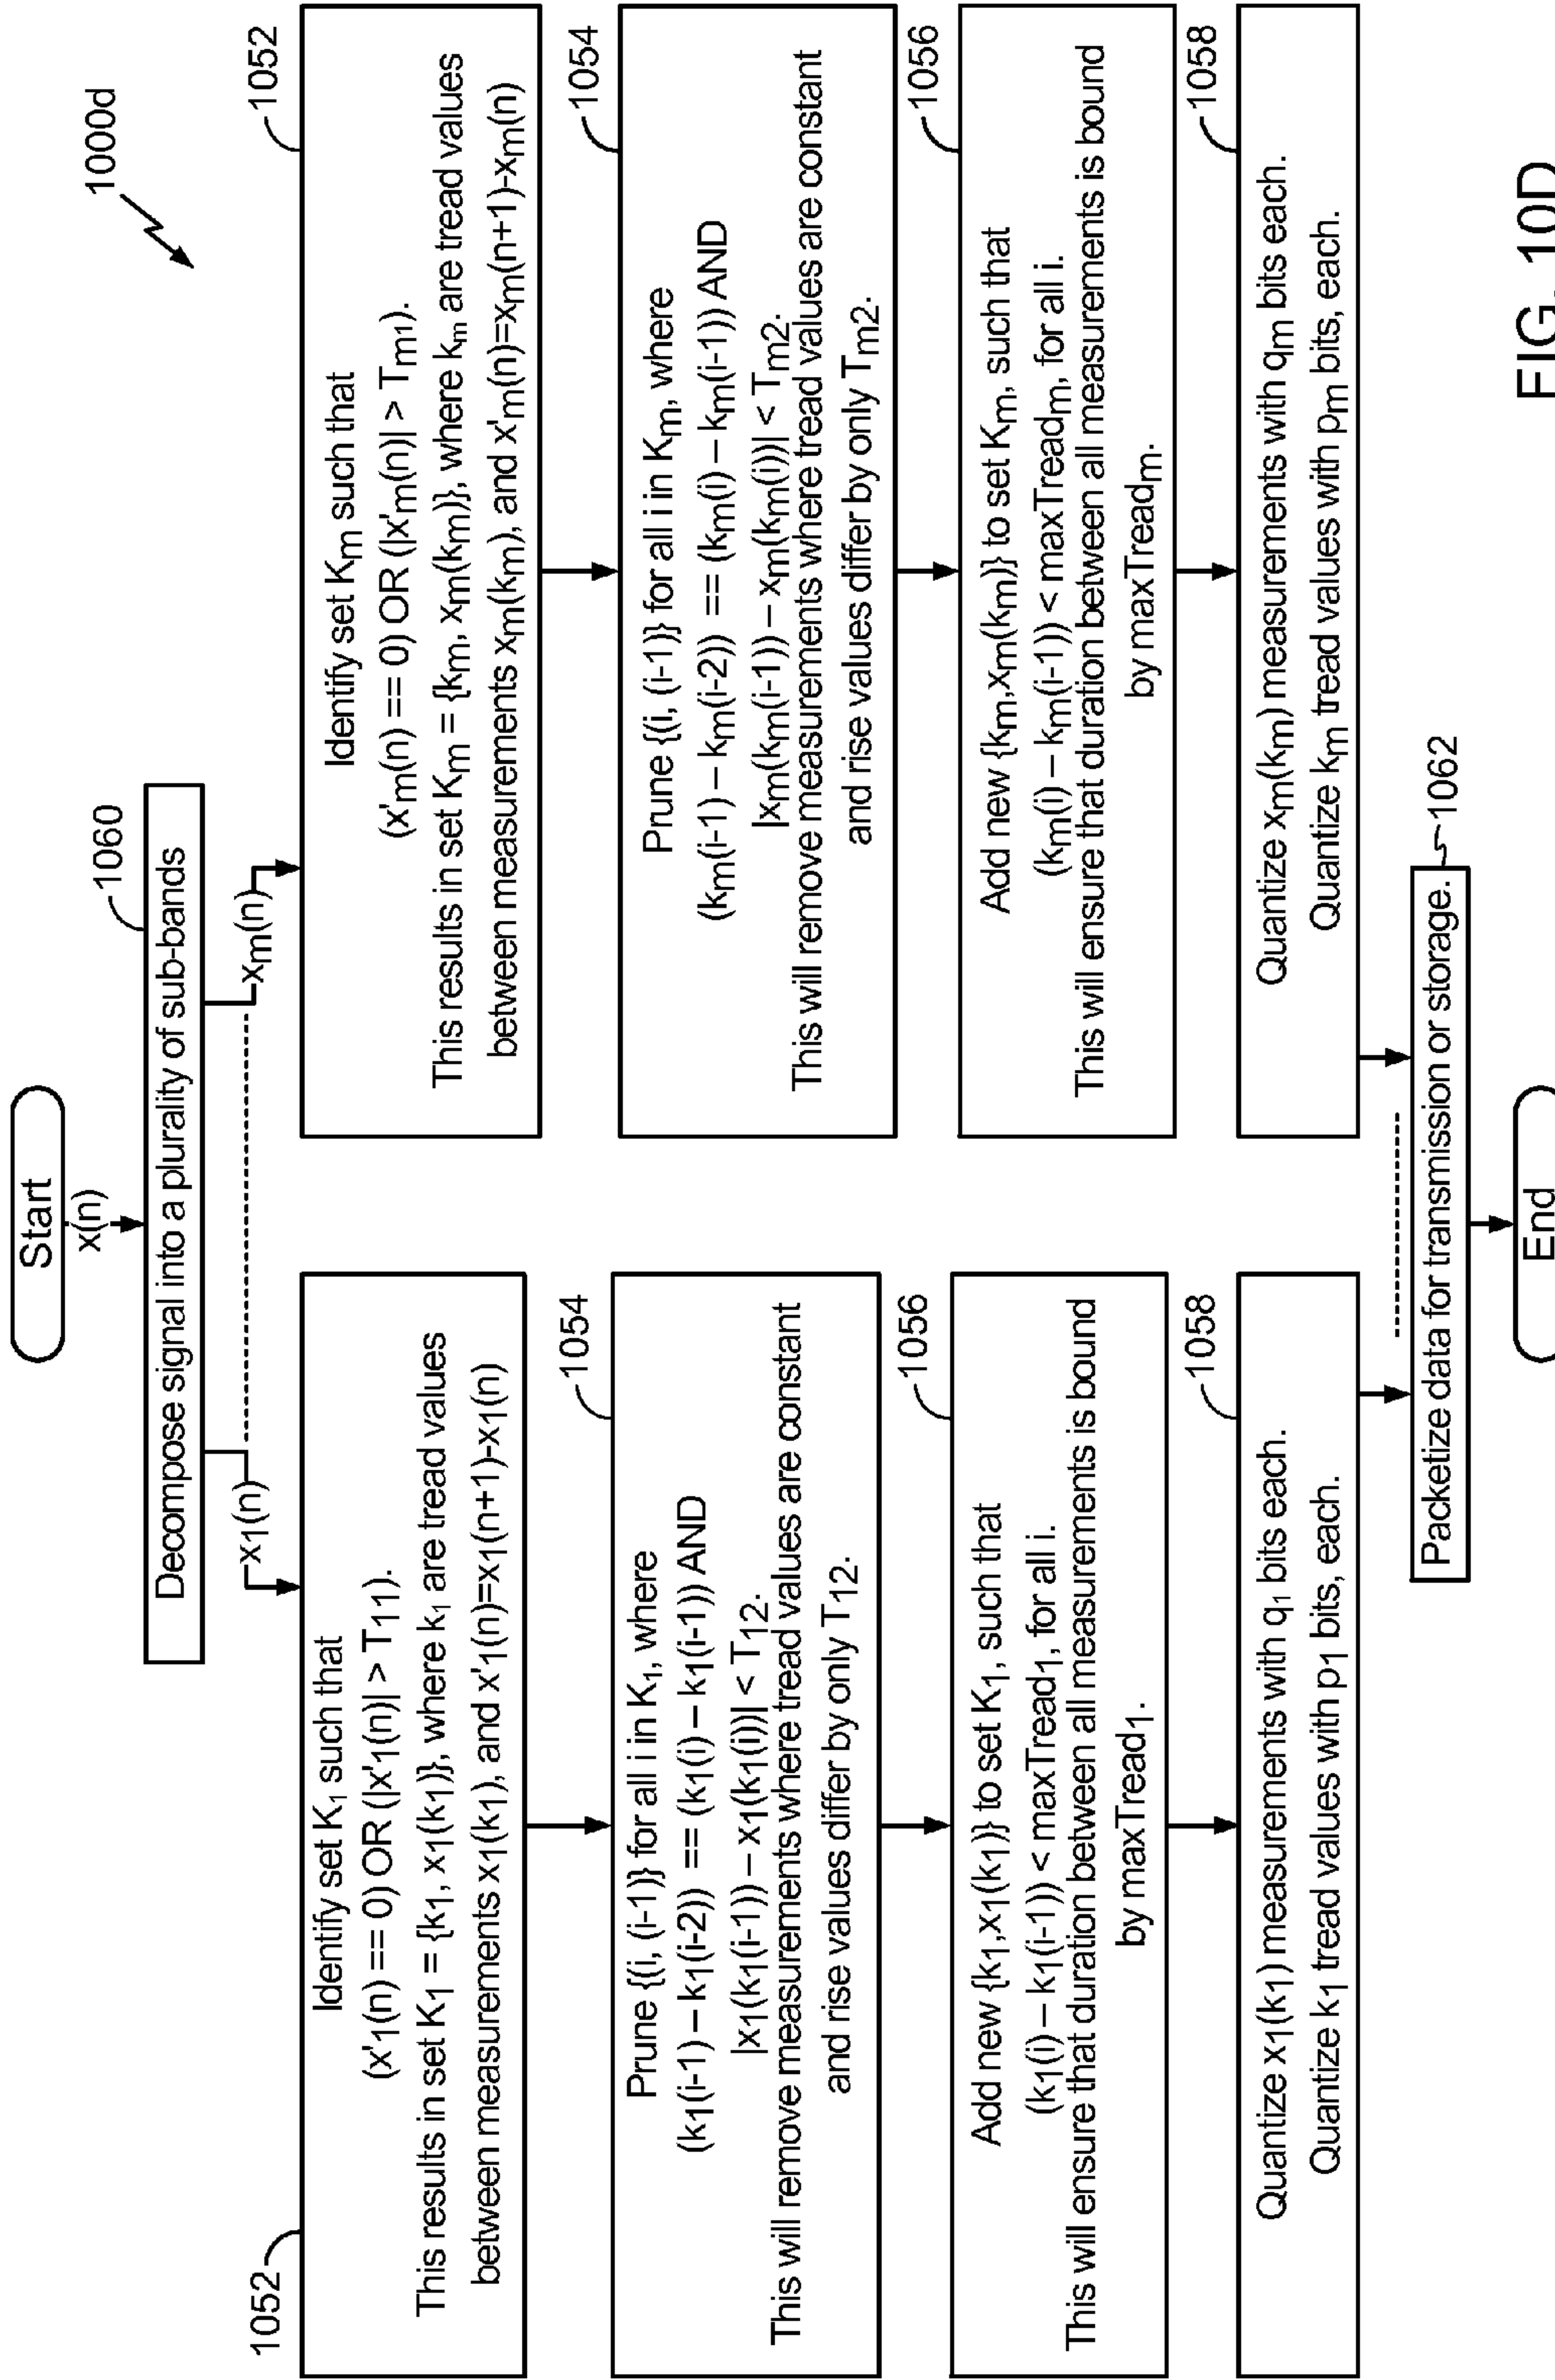 1000d
Start
x(n)
1060
Decompose signal into a plurality of sub-bands
x1(n)
xm(n)
1052
Identify set K1 such that
(x'1(n) == 0) OR (|x'1(n)| > T11).
This results in set K1 = {k1, x1(k1)}, where k1 are tread values
between measurements x1(k1), and x'1(n)=x1(n+1)-x1(n)
1054
Prune {(i, (i-1)} for all i in K1, where
(k1(i-1) – k1(i-2)) == (k1(i) – k1(i-1)) AND
|x1(k1(i-1)) – x1(k1(i))| < T12.
This will remove measurements where tread values are constant
and rise values differ by only T12.
1056
Add new {k1,x1(k1)} to set K1, such that
(k1(i) – k1(i-1)) < maxTread1, for all i.
This will ensure that duration between all measurements is bound
by maxTread1.
1058
Quantize x1(k1) measurements with q1 bits each.
Quantize k1 tread values with p1 bits, each.
1052
Identify set Km such that
(x'm(n) == 0) OR (|x'm(n)| > Tm1).
This results in set Km = {km, xm(km)}, where km are tread values
between measurements xm(km), and x'm(n)=xm(n+1)-xm(n)
1054
Prune {(i, (i-1)} for all i in Km, where
(km(i-1) – km(i-2)) == (km(i) – km(i-1)) AND
|xm(km(i-1)) – xm(km(i))| < Tm2.
This will remove measurements where tread values are constant
and rise values differ by only Tm2.
1056
Add new {km,xm(km)} to set Km, such that
(km(i) – km(i-1)) < maxTreadm, for all i.
This will ensure that duration between all measurements is bound
by maxTreadm.
1058
Quantize xm(km) measurements with qm bits each.
Quantize km tread values with pm bits, each.
Packetize data for transmission or storage.
1062
End
FIG. 10D